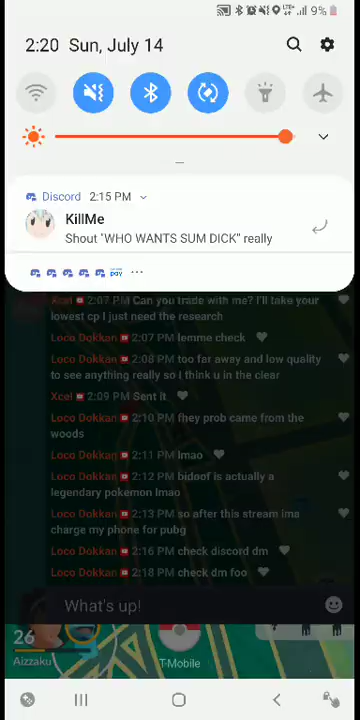 LTE+ 9%
2:20 Sun, July 14
Discord 2:15 PM
KillMe
Shout "WHO WANTS SUM DICK" really
pay
Xcel 2:07 PM Can you trade with me? I'll take your
lowest cp I just need the research
Loco Dokkan 2:07 PM lemme check
Loco Dokkan 2:08 PM too far away and low quality
to see anything really so I think u in the clear
Xcel 2:09 PM Sent it
Loco Dokkan 2:10 PM fhey prob came from the
woods
Loco Dokkan 2:11 PM lmao
Loco Dokkan 2:12 PM bidoof is actually a
legendary pokemon lmao
Loco Dokkan 2:13 PM so after this stream ima
charge my phone for pubg
Loco Dokkan 2:16 PM check discord dm
Loco Dokkan 2:18 PM check dm foo
What's up!
26
Aizzaku
T-Mobile